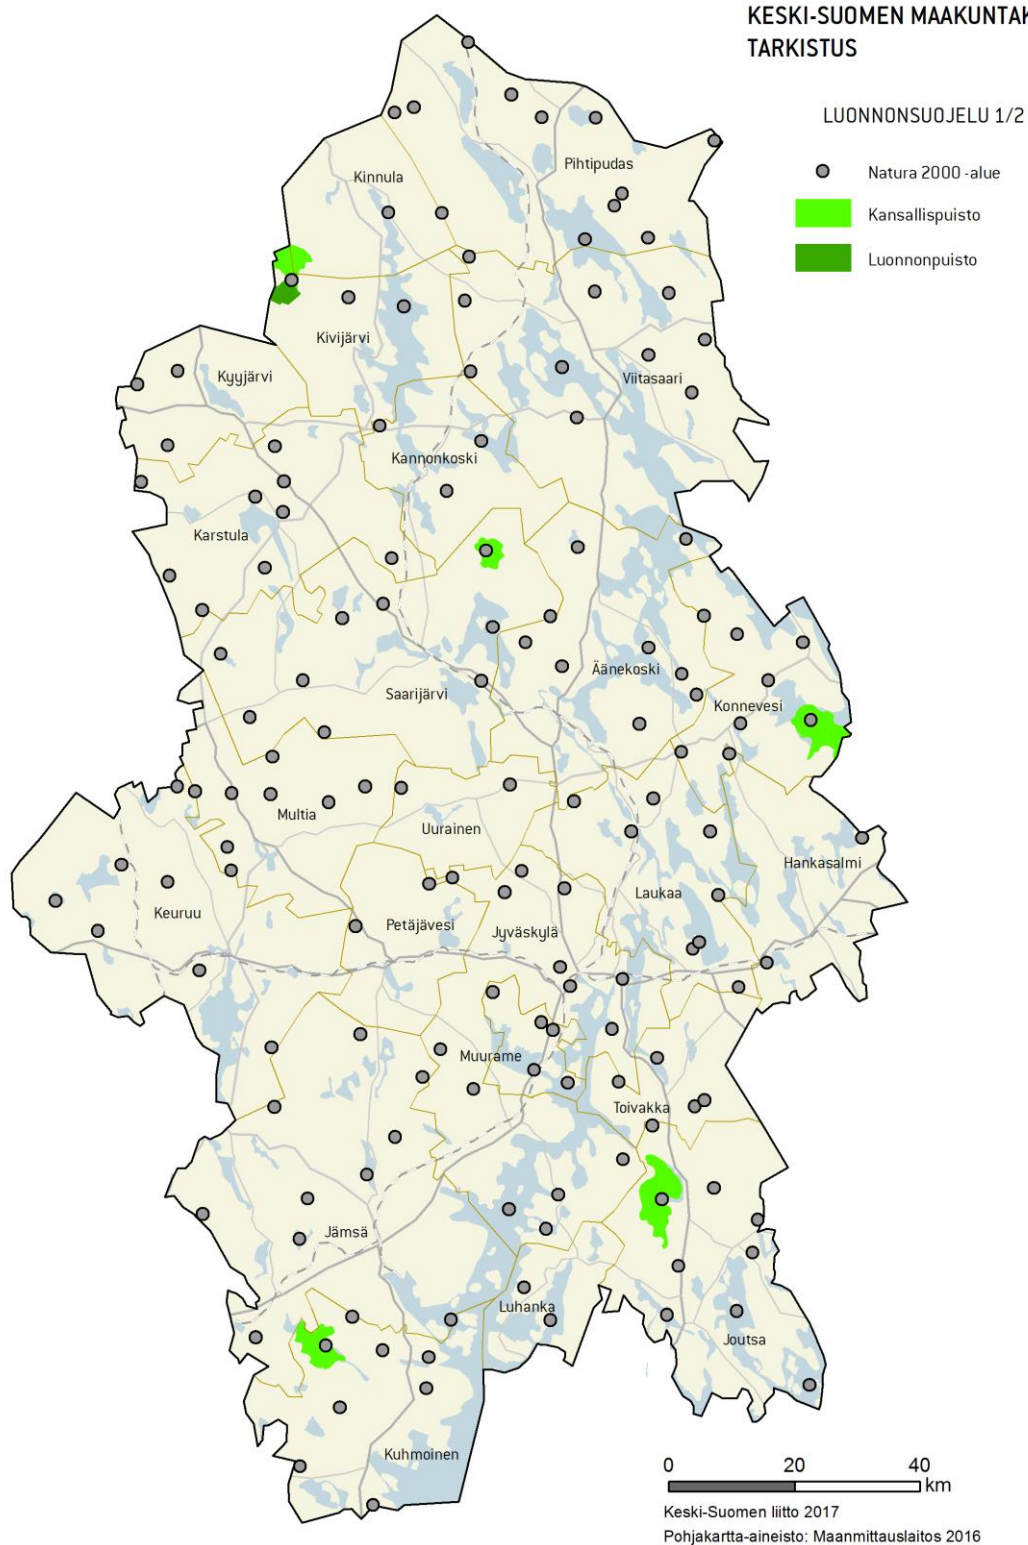 KESKI-SUOMEN MAAKUNTAK
TARKISTUS
LUONNONSUOJELU 1/2
Natura 2000 -alue
Kansallispuisto
Luonnonpuisto
Pihtipudas
Kinnula
Kivijärvi
Kyyjärvi
Viitasaari
Kannonkoski
Karstula
Äänekoski
Saarijärvi
Konnevesi
Multia
Uurainen
Hankasalmi
Keuruu
Laukaa
Petäjävesi
Jyväskylä
Muurame
Toivakka
Jämsä
Luhanka
Joutsa
Kuhmoinen
0 20 40
km
Keski-Suomen liitto 2017
Pohjakartta-aineisto: Maanmittauslaitos 2016